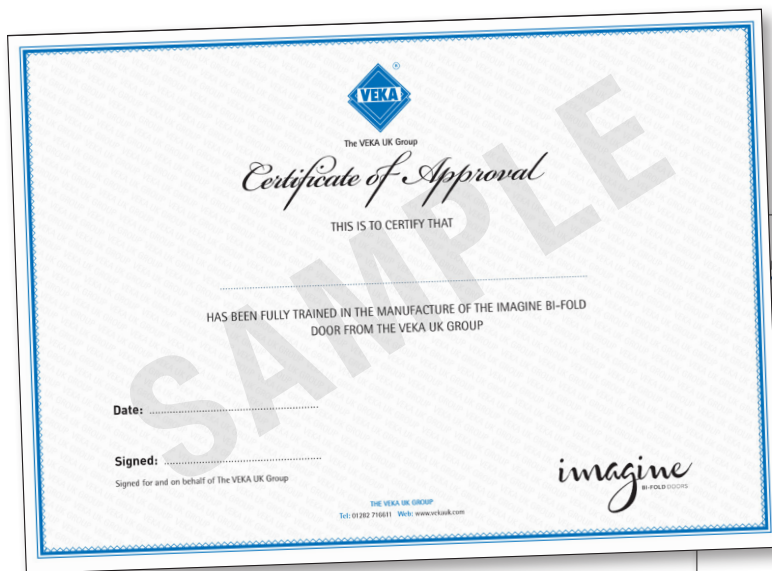 VEKA
®
The VEKA UK Group
Certificate of Approval
THIS IS TO CERTIFY THAT
HAS BEEN FULLY TRAINED IN THE MANUFACTURE OF THE IMAGINE BI-FOLD
DOOR FROM THE VEKA UK GROUP
SAMPLE
Date:
Signed:
Signed for and on behalf of The VEKA UK Group
THE VEKA UK GROUP
Tel: 01282 716611 Web: www.vekauk.com
imagine
BI-FOLD DOORS